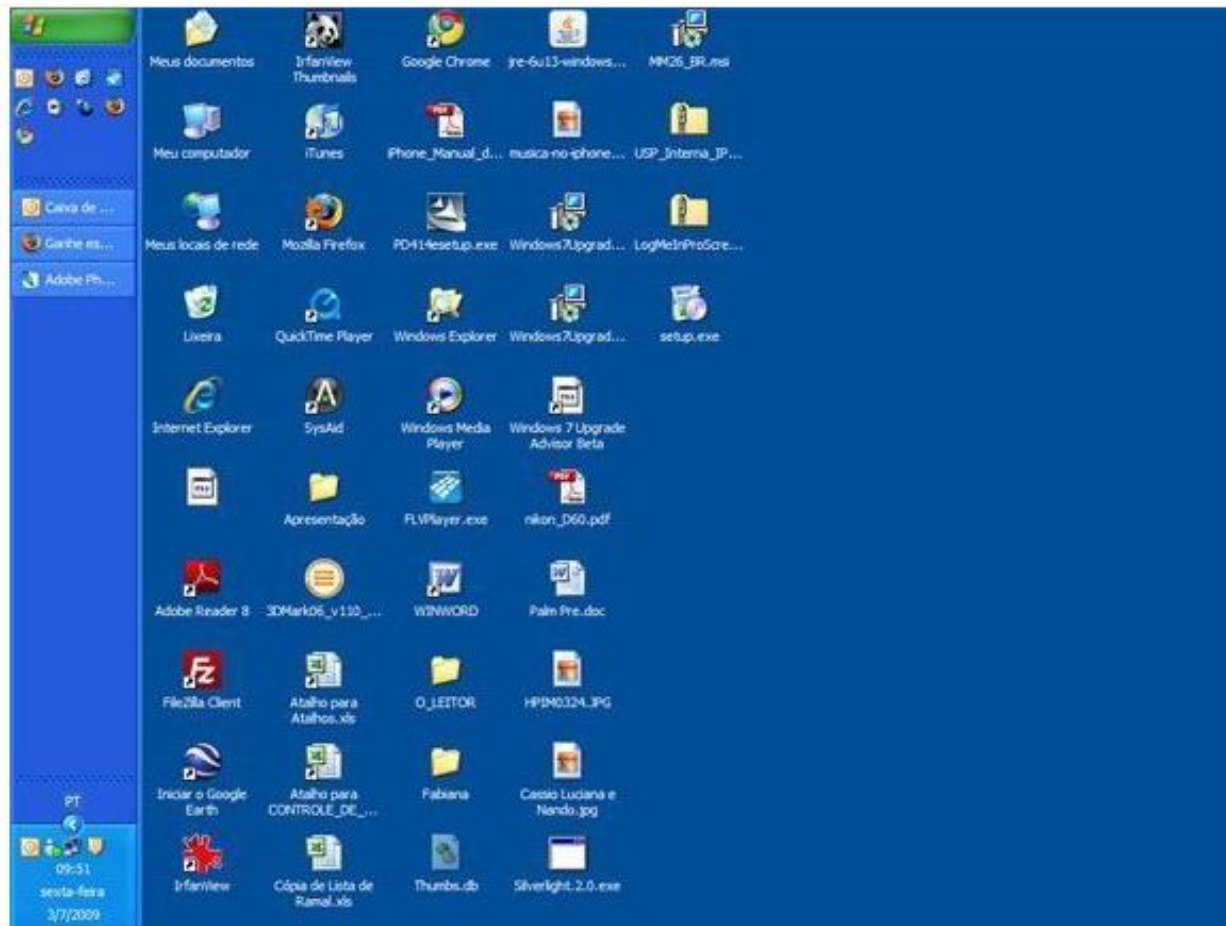 Caixa de ...
Ganhe es...
Adobe Ph...
PT
09:51
sexta-feira
3/7/2009
Meus documentos
Meu computador
Meus locais de rede
Lixeira
Internet Explorer
Adobe Reader 8
FileZilla Client
Iniciar o Google
Earth
IrfanView
IrfanView
Thumbnails
iTunes
Mozilla Firefox
QuickTime Player
SysAid
Apresentação
3DMark06_v110_...
Atalho para
Atalhos.xls
Atalho para
CONTROLE_DE_...
Cópia de Lista de
Ramal.xls
Google Chrome
iPhone_Manual_d...
PD414esetup.exe
Windows Explorer
Windows Media
Player
FLVPlayer.exe
WINWORD
O_LEITOR
Fabiana
Thumbs.db
jre-6u13-windows...
musica-no-iphone...
Windows7Upgrad...
Windows7Upgrad...
Windows 7 Upgrade
Advisor Beta
nikon_D60.pdf
Palm Pre.doc
HPIM0324.JPG
Cassio Luciana e
Nando.jpg
Silverlight.2.0.exe
MM26_BR.msi
USP_Interna_IP...
LogMeInProScre...
setup.exe